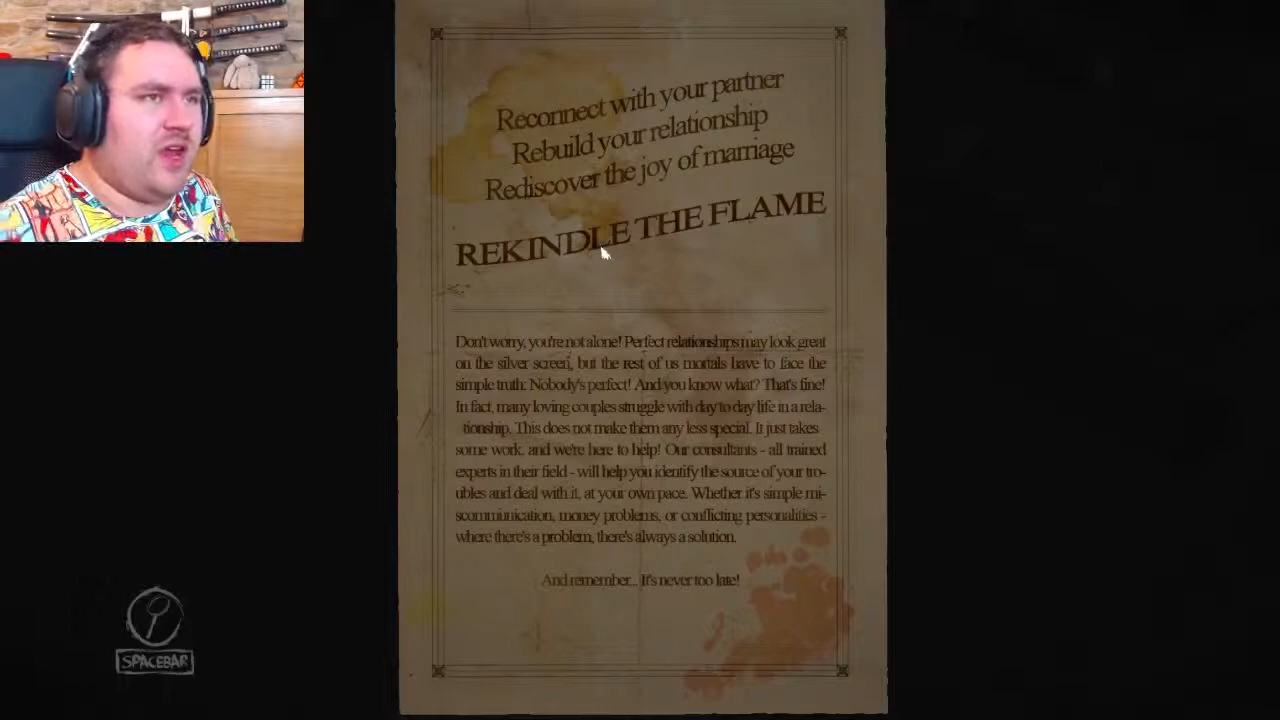 Reconnect with your partner
Rebuild your relationship
Rediscover the joy of marriage
REKINDLE THE FLAME
Don't worry, you're not alone! Perfect relationships may look great
on the silver screen, but the rest of us mortals have to face the
simple truth: Nobody's perfect! And you know what? That's fine!
In fact, many loving couples struggle with day to day life in a rela-
tionship. This does not make them any less special. It just takes
some work. and we're here to help! Our consultants - all trained
experts in their field - will help you identify the source of your tro-
ubles and deal with it, at your own pace. Whether it's simple mi-
scommunication, money problems, or conflicting personalities -
where there's a problem, there's always a solution.
And remember... It's never too late!
SPACEBAR